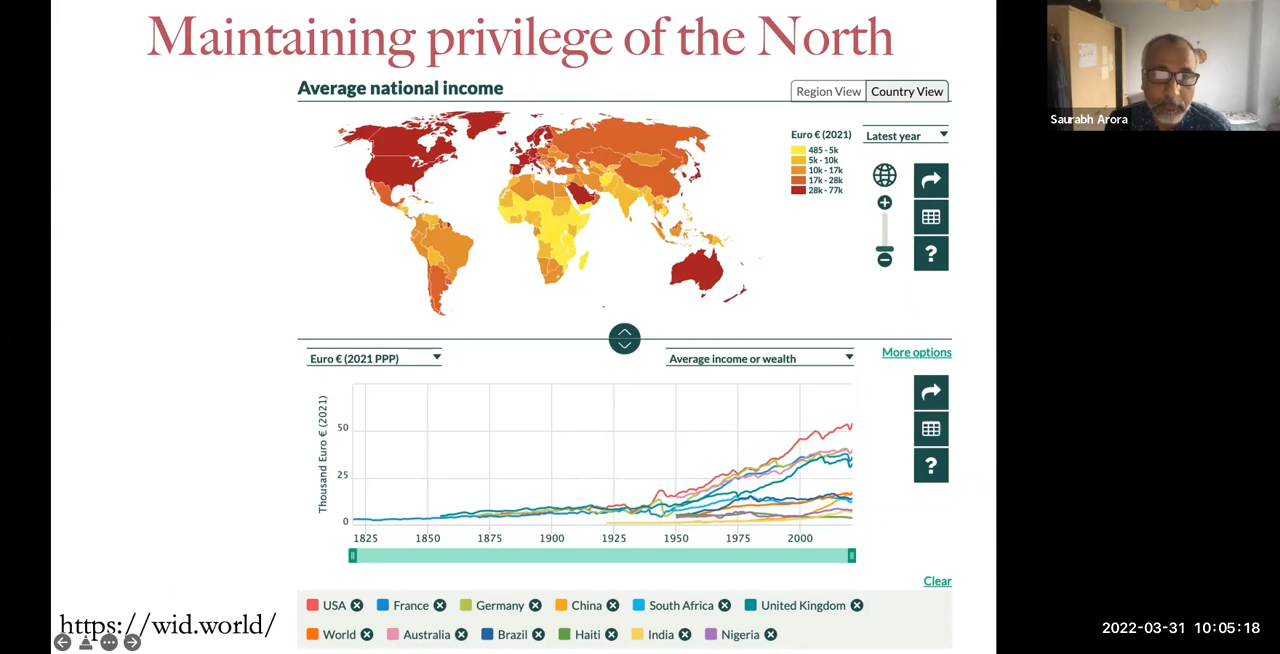 Maintaining privilege of the North
Average national income
Region View
Country View
Saurabh Arora
Euro € (2021)
485 - 5k
5k - 10k
10k - 17k
17k - 28k
28k - 77k
Latest year
?
Euro € (2021 PPP)
Average income or wealth
More options
Thousand Euro € (2021)
50
25
0
1825 1850 1875 1900 1925 1950 1975 2000
?
Clear
USA France Germany China South Africa United Kingdom
World Australia Brazil Haiti India Nigeria
https://wid.world/
2022-03-31 10:05:18